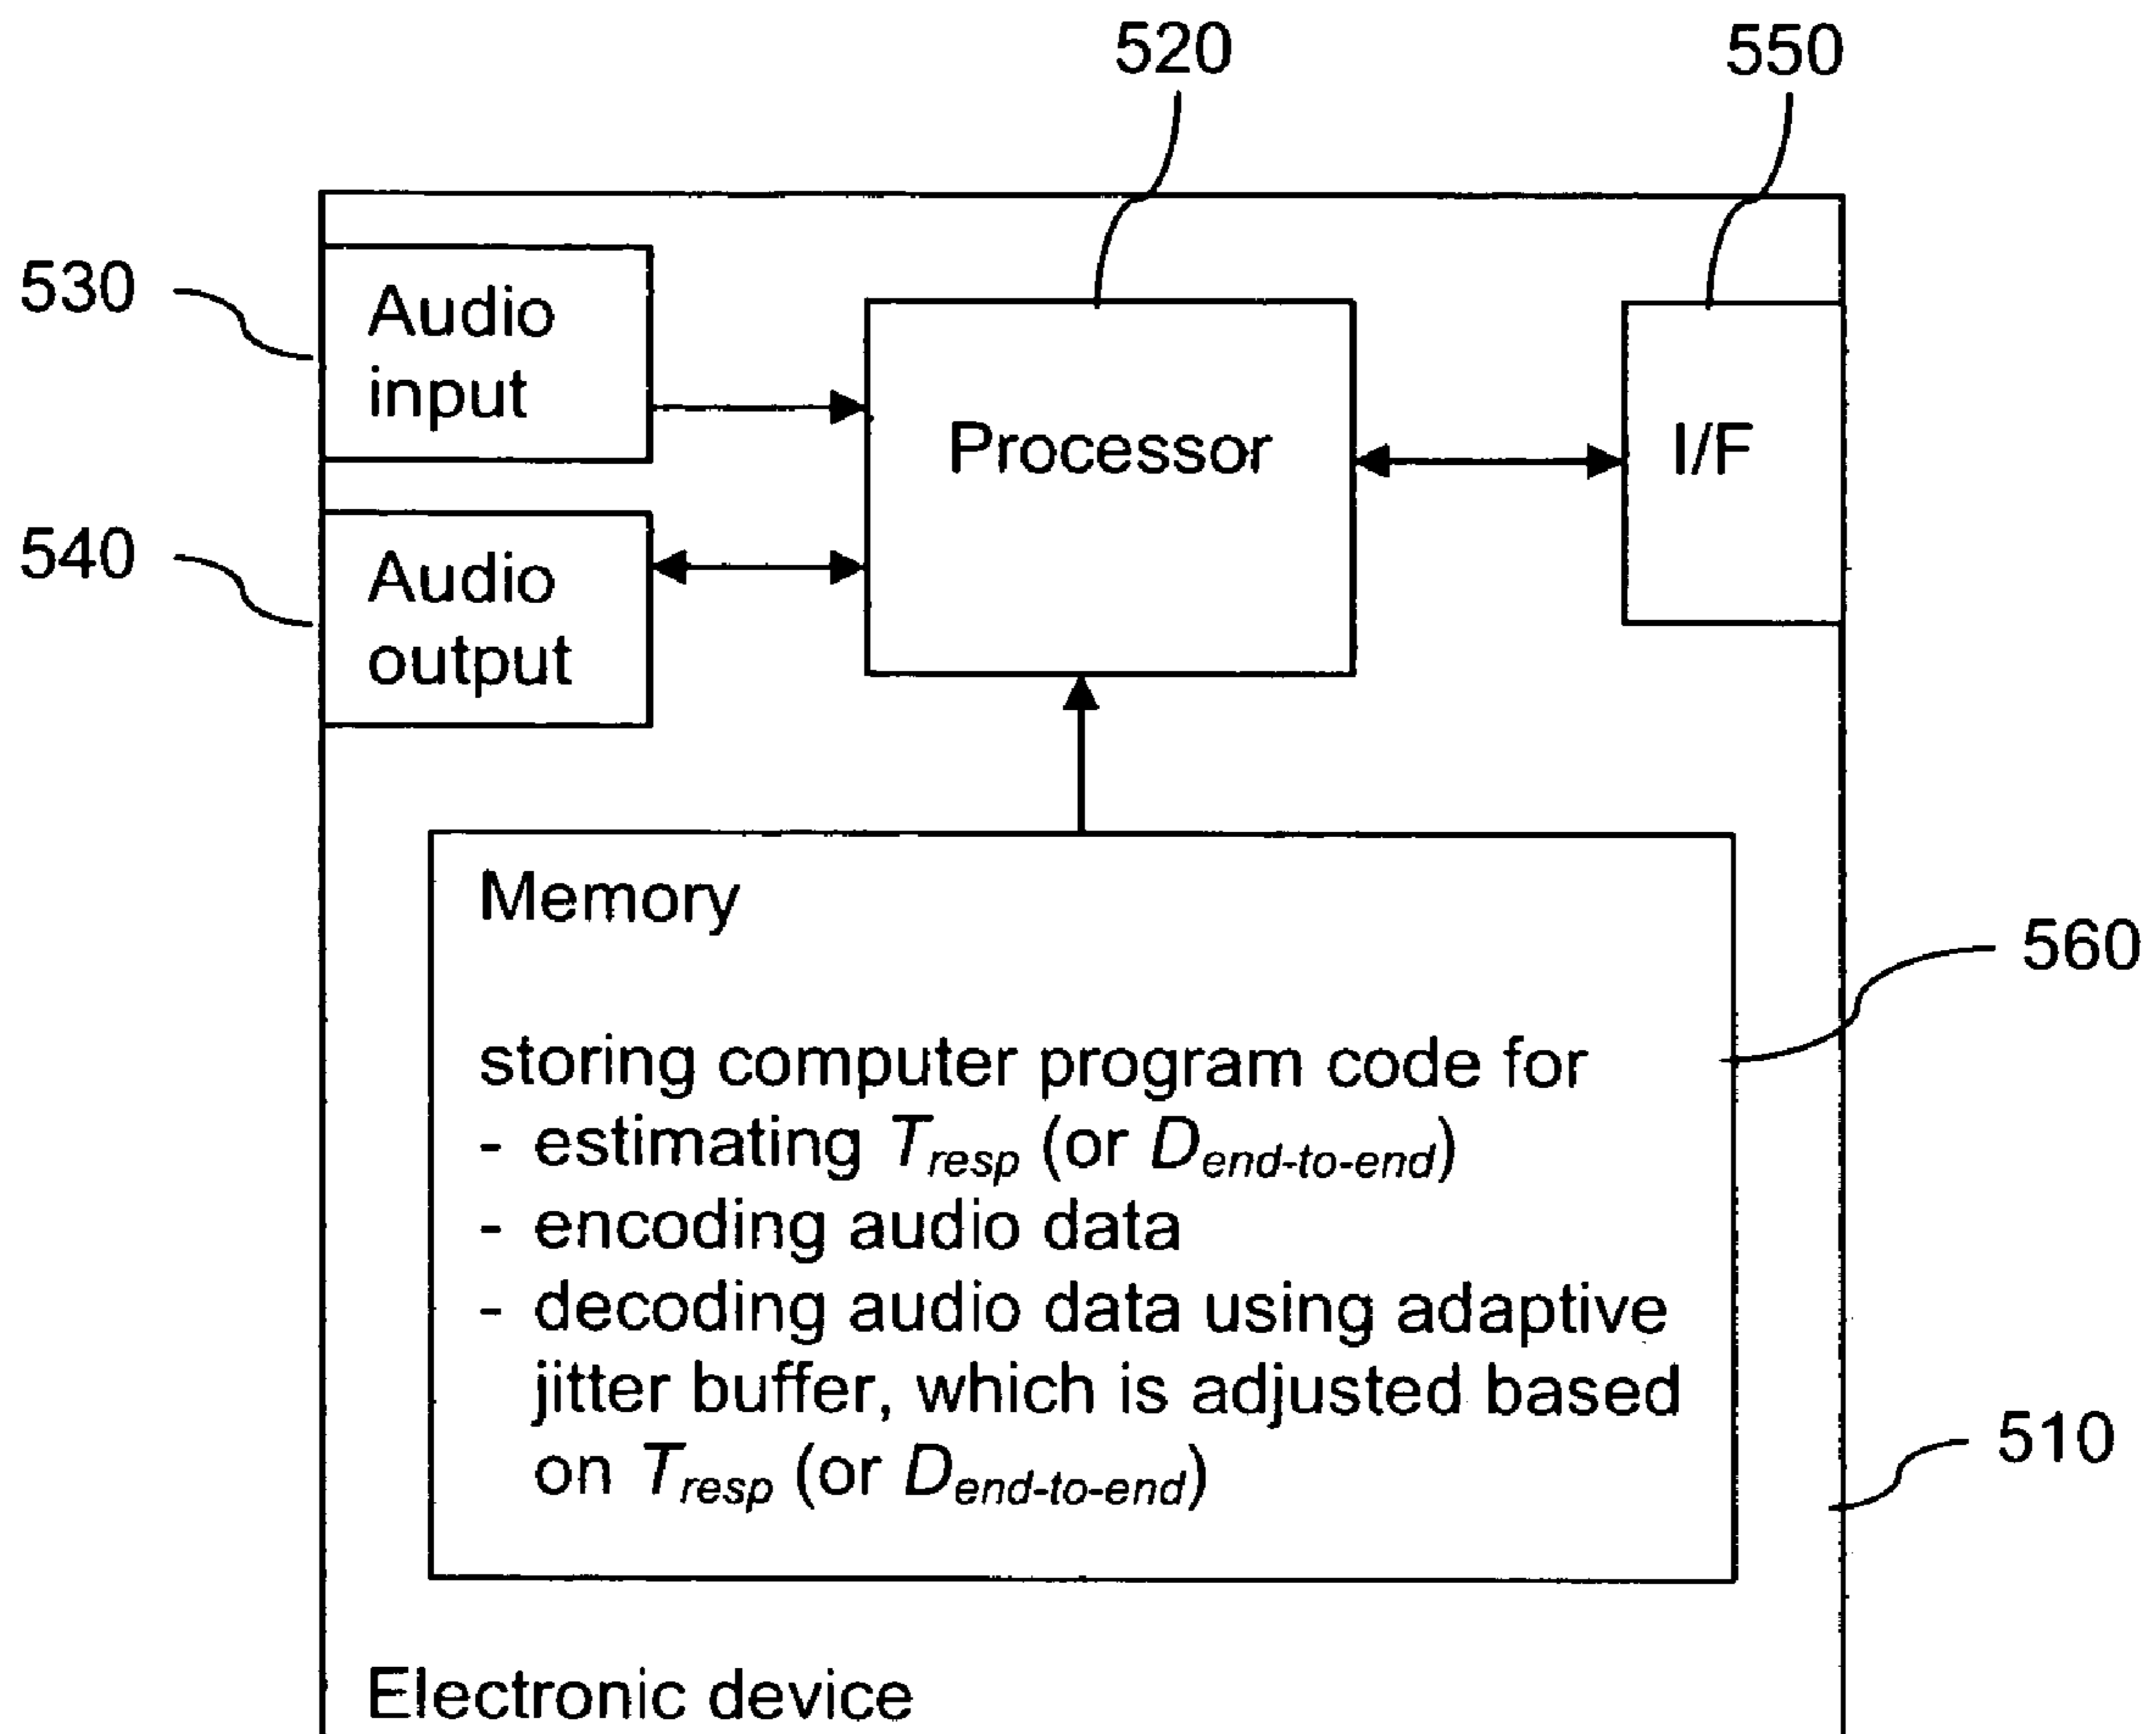 520
550
530
Audio
input
Processor
I/F
540
Audio
output
Memory
560
storing computer program code for
- estimating Tresp (or Dend-to-end)
- encoding audio data
- decoding audio data using adaptive
jitter buffer, which is adjusted based
on Tresp (or Dend-to-end)
510
Electronic device